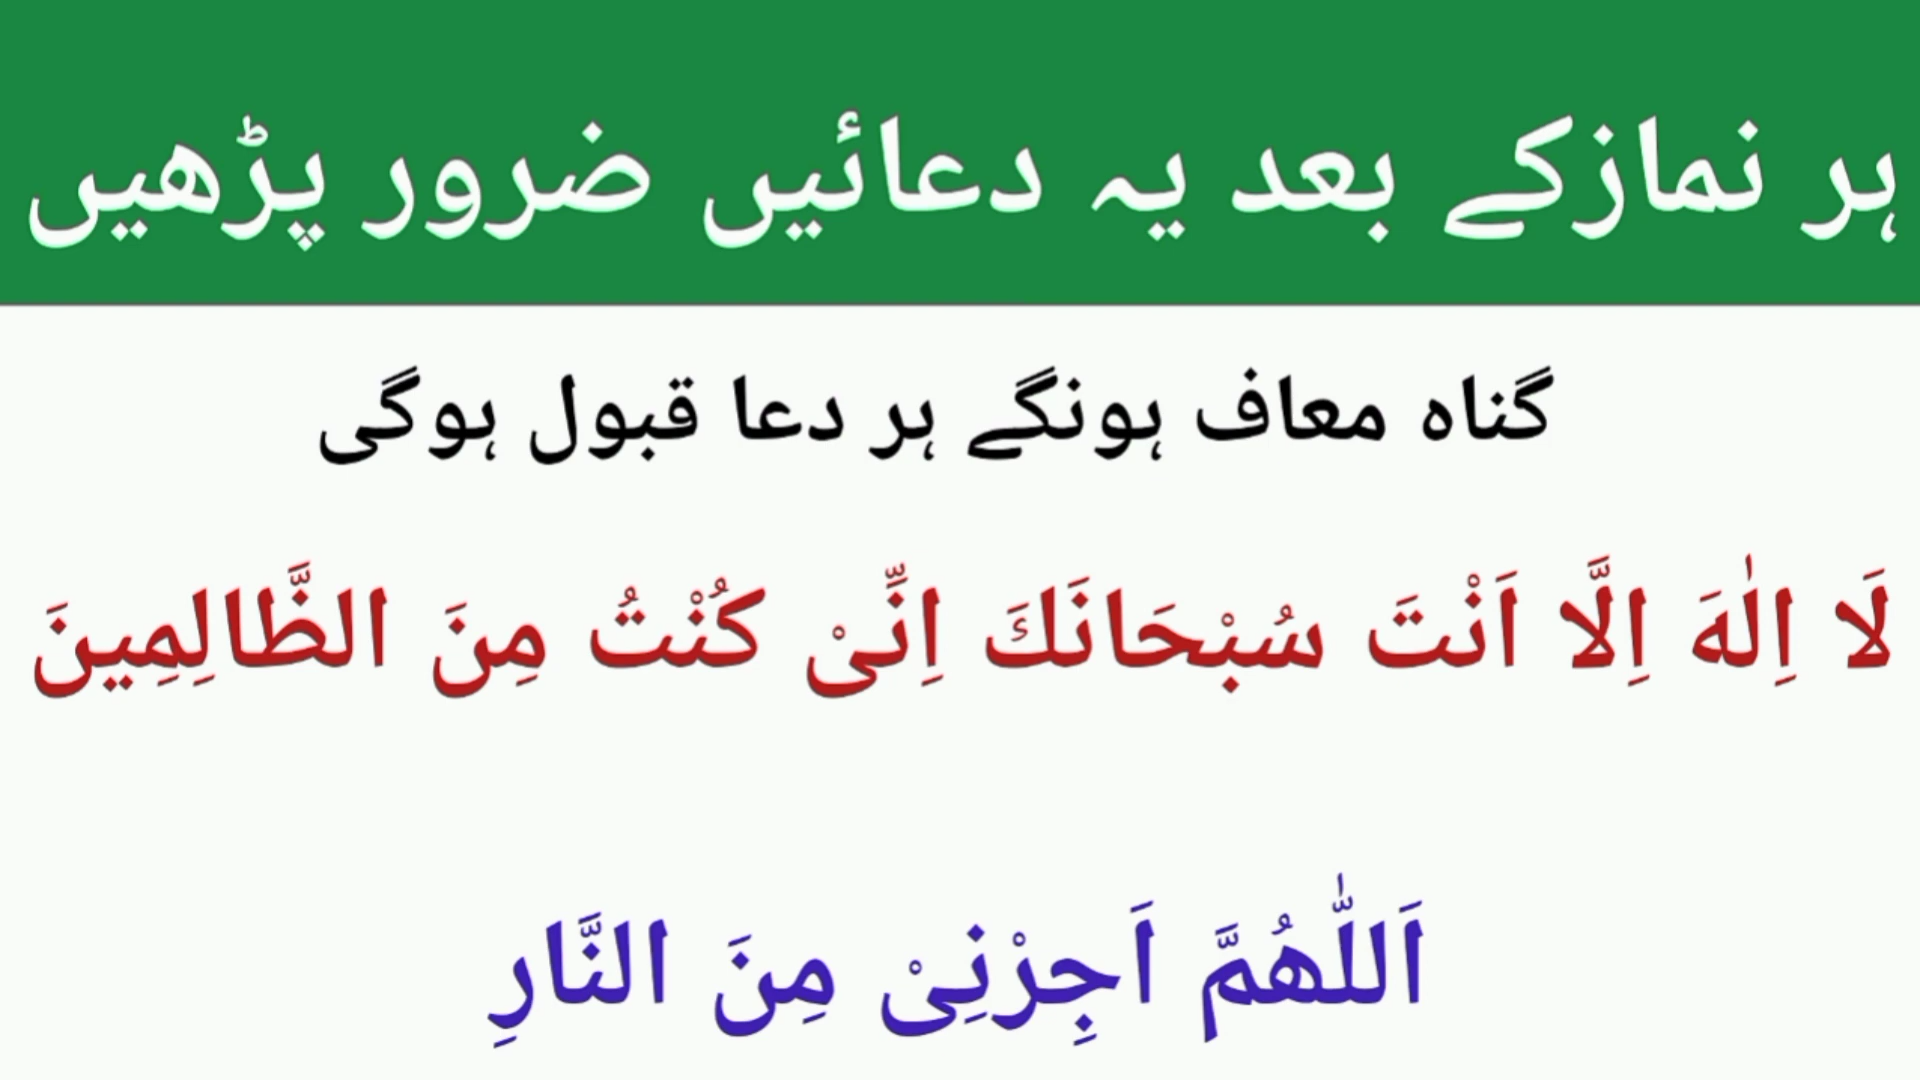 ہر نمازکے بعد یہ دعائیں ضرور پڑھیں
گناہ معاف ہونگے ہر دعا قبول ہوگی
لَا اِلٰهَ اِلَّا اَنْتَ سُبْحَانَكَ اِنِّیْ كُنْتُ مِنَ الظَّالِمِينَ
اَللّٰهُمَّ اَجِرْنِیْ مِنَ النَّارِ